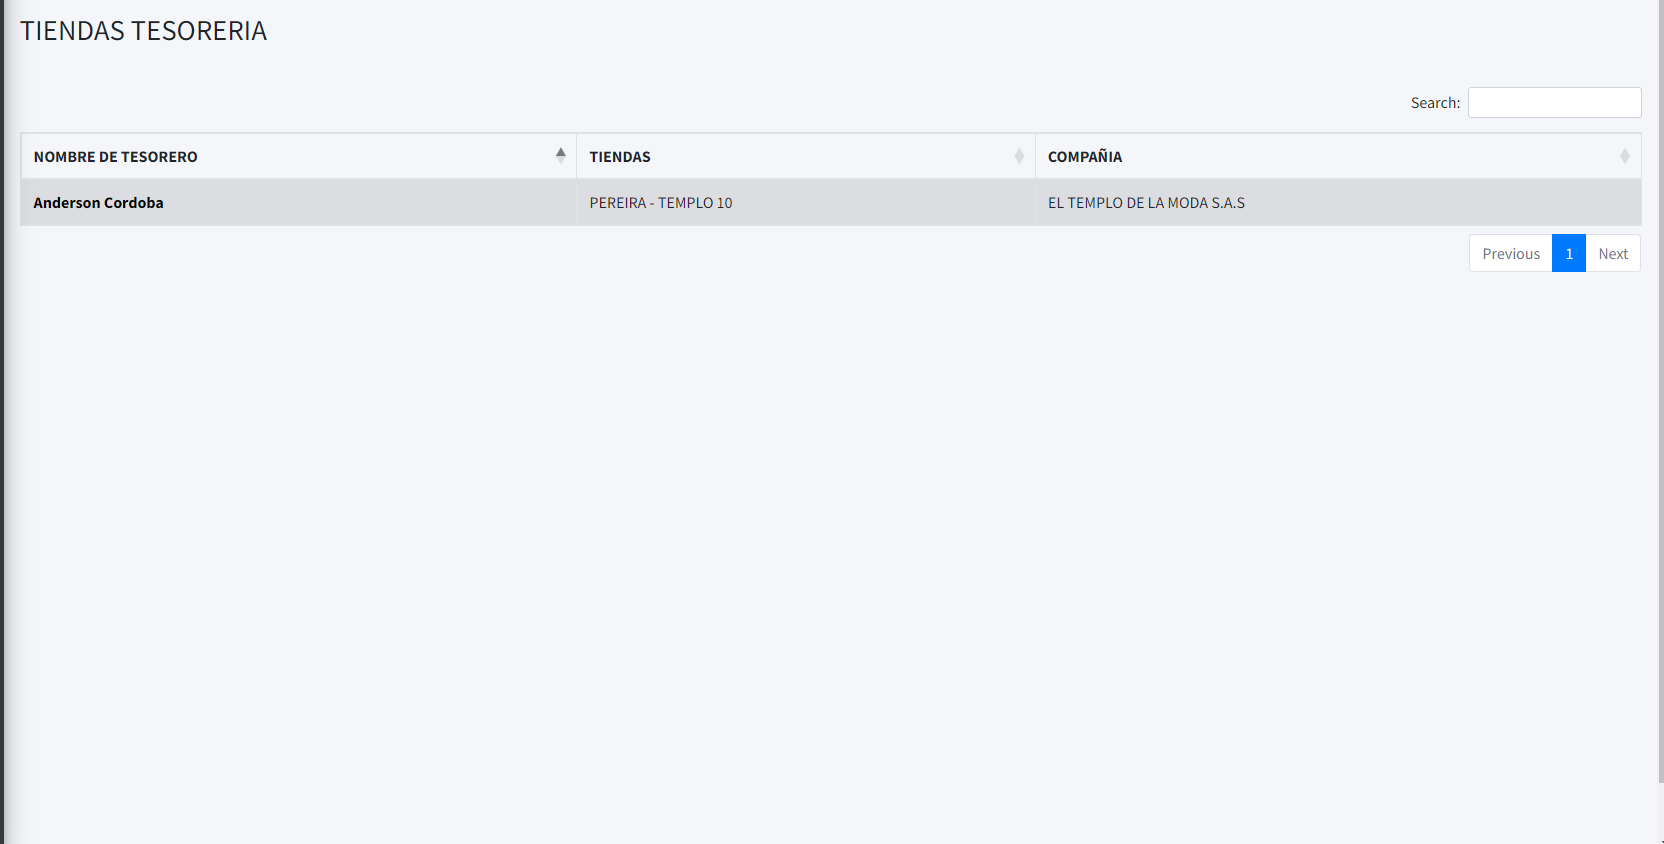 TIENDAS TESORERIA
Search:
NOMBRE DE TESORERO TIENDAS COMPAÑIA
Anderson Cordoba PEREIRA - TEMPLO 10 EL TEMPLO DE LA MODA S.A.S
Previous 1 Next